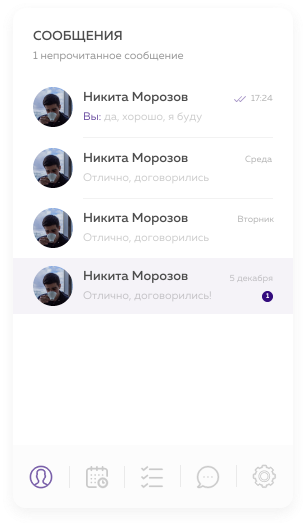 СООБЩЕНИЯ
1 непрочитанное сообщение
Никита Морозов 17:24
Вы: да, хорошо, я буду
Никита Морозов Среда
Отлично, договорились
Никита Морозов Вторник
Отлично, договорились
Никита Морозов 5 декабря
Отлично, договорились! 1